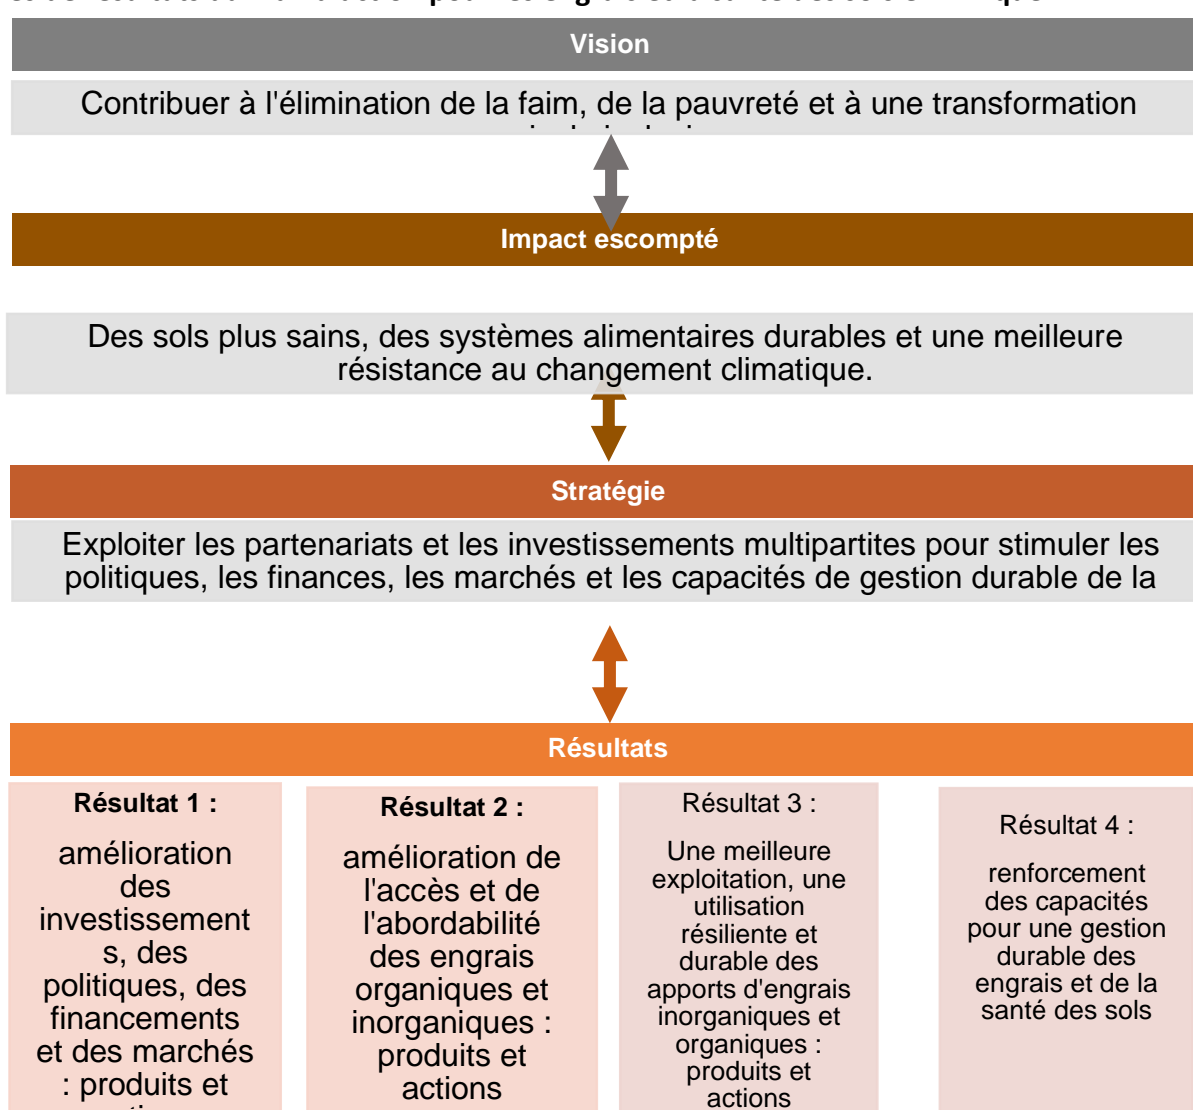 Vision
Contribuer à l'élimination de la faim, de la pauvreté et à une transformation
Impact escompté
Des sols plus sains, des systèmes alimentaires durables et une meilleure
résistance au changement climatique.
Stratégie
Exploiter les partenariats et les investissements multipartites pour stimuler les
politiques, les finances, les marchés et les capacités de gestion durable de la
Résultats
Résultat 1 :
amélioration
des
investissement
s, des
politiques, des
financements
et des marchés
: produits et
Résultat 2 :
amélioration de
l'accès et de
l'abordabilité
des engrais
organiques et
inorganiques :
produits et
actions
Résultat 3 :
Une meilleure
exploitation, une
utilisation
résiliente et
durable des
apports d'engrais
inorganiques et
organiques :
produits et
actions
Résultat 4 :
renforcement
des capacités
pour une gestion
durable des
engrais et de la
santé des sols